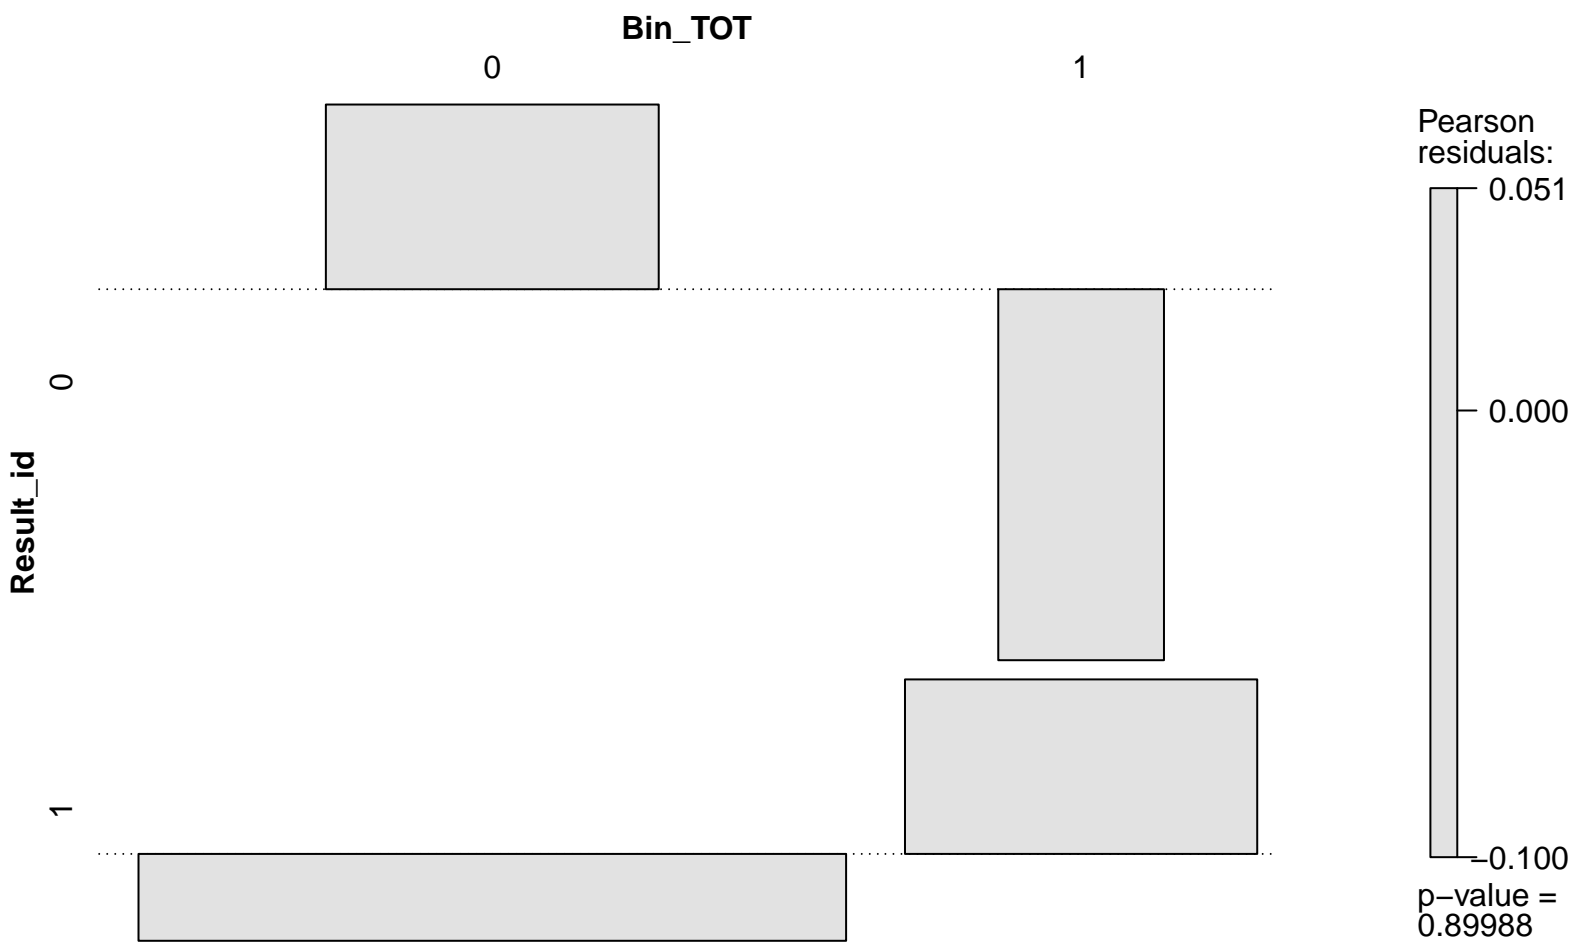 Bin_TOT
0
1
Result_id
0
1
Pearson
residuals:
0.051
0.000
−0.100
p−value =
0.89988